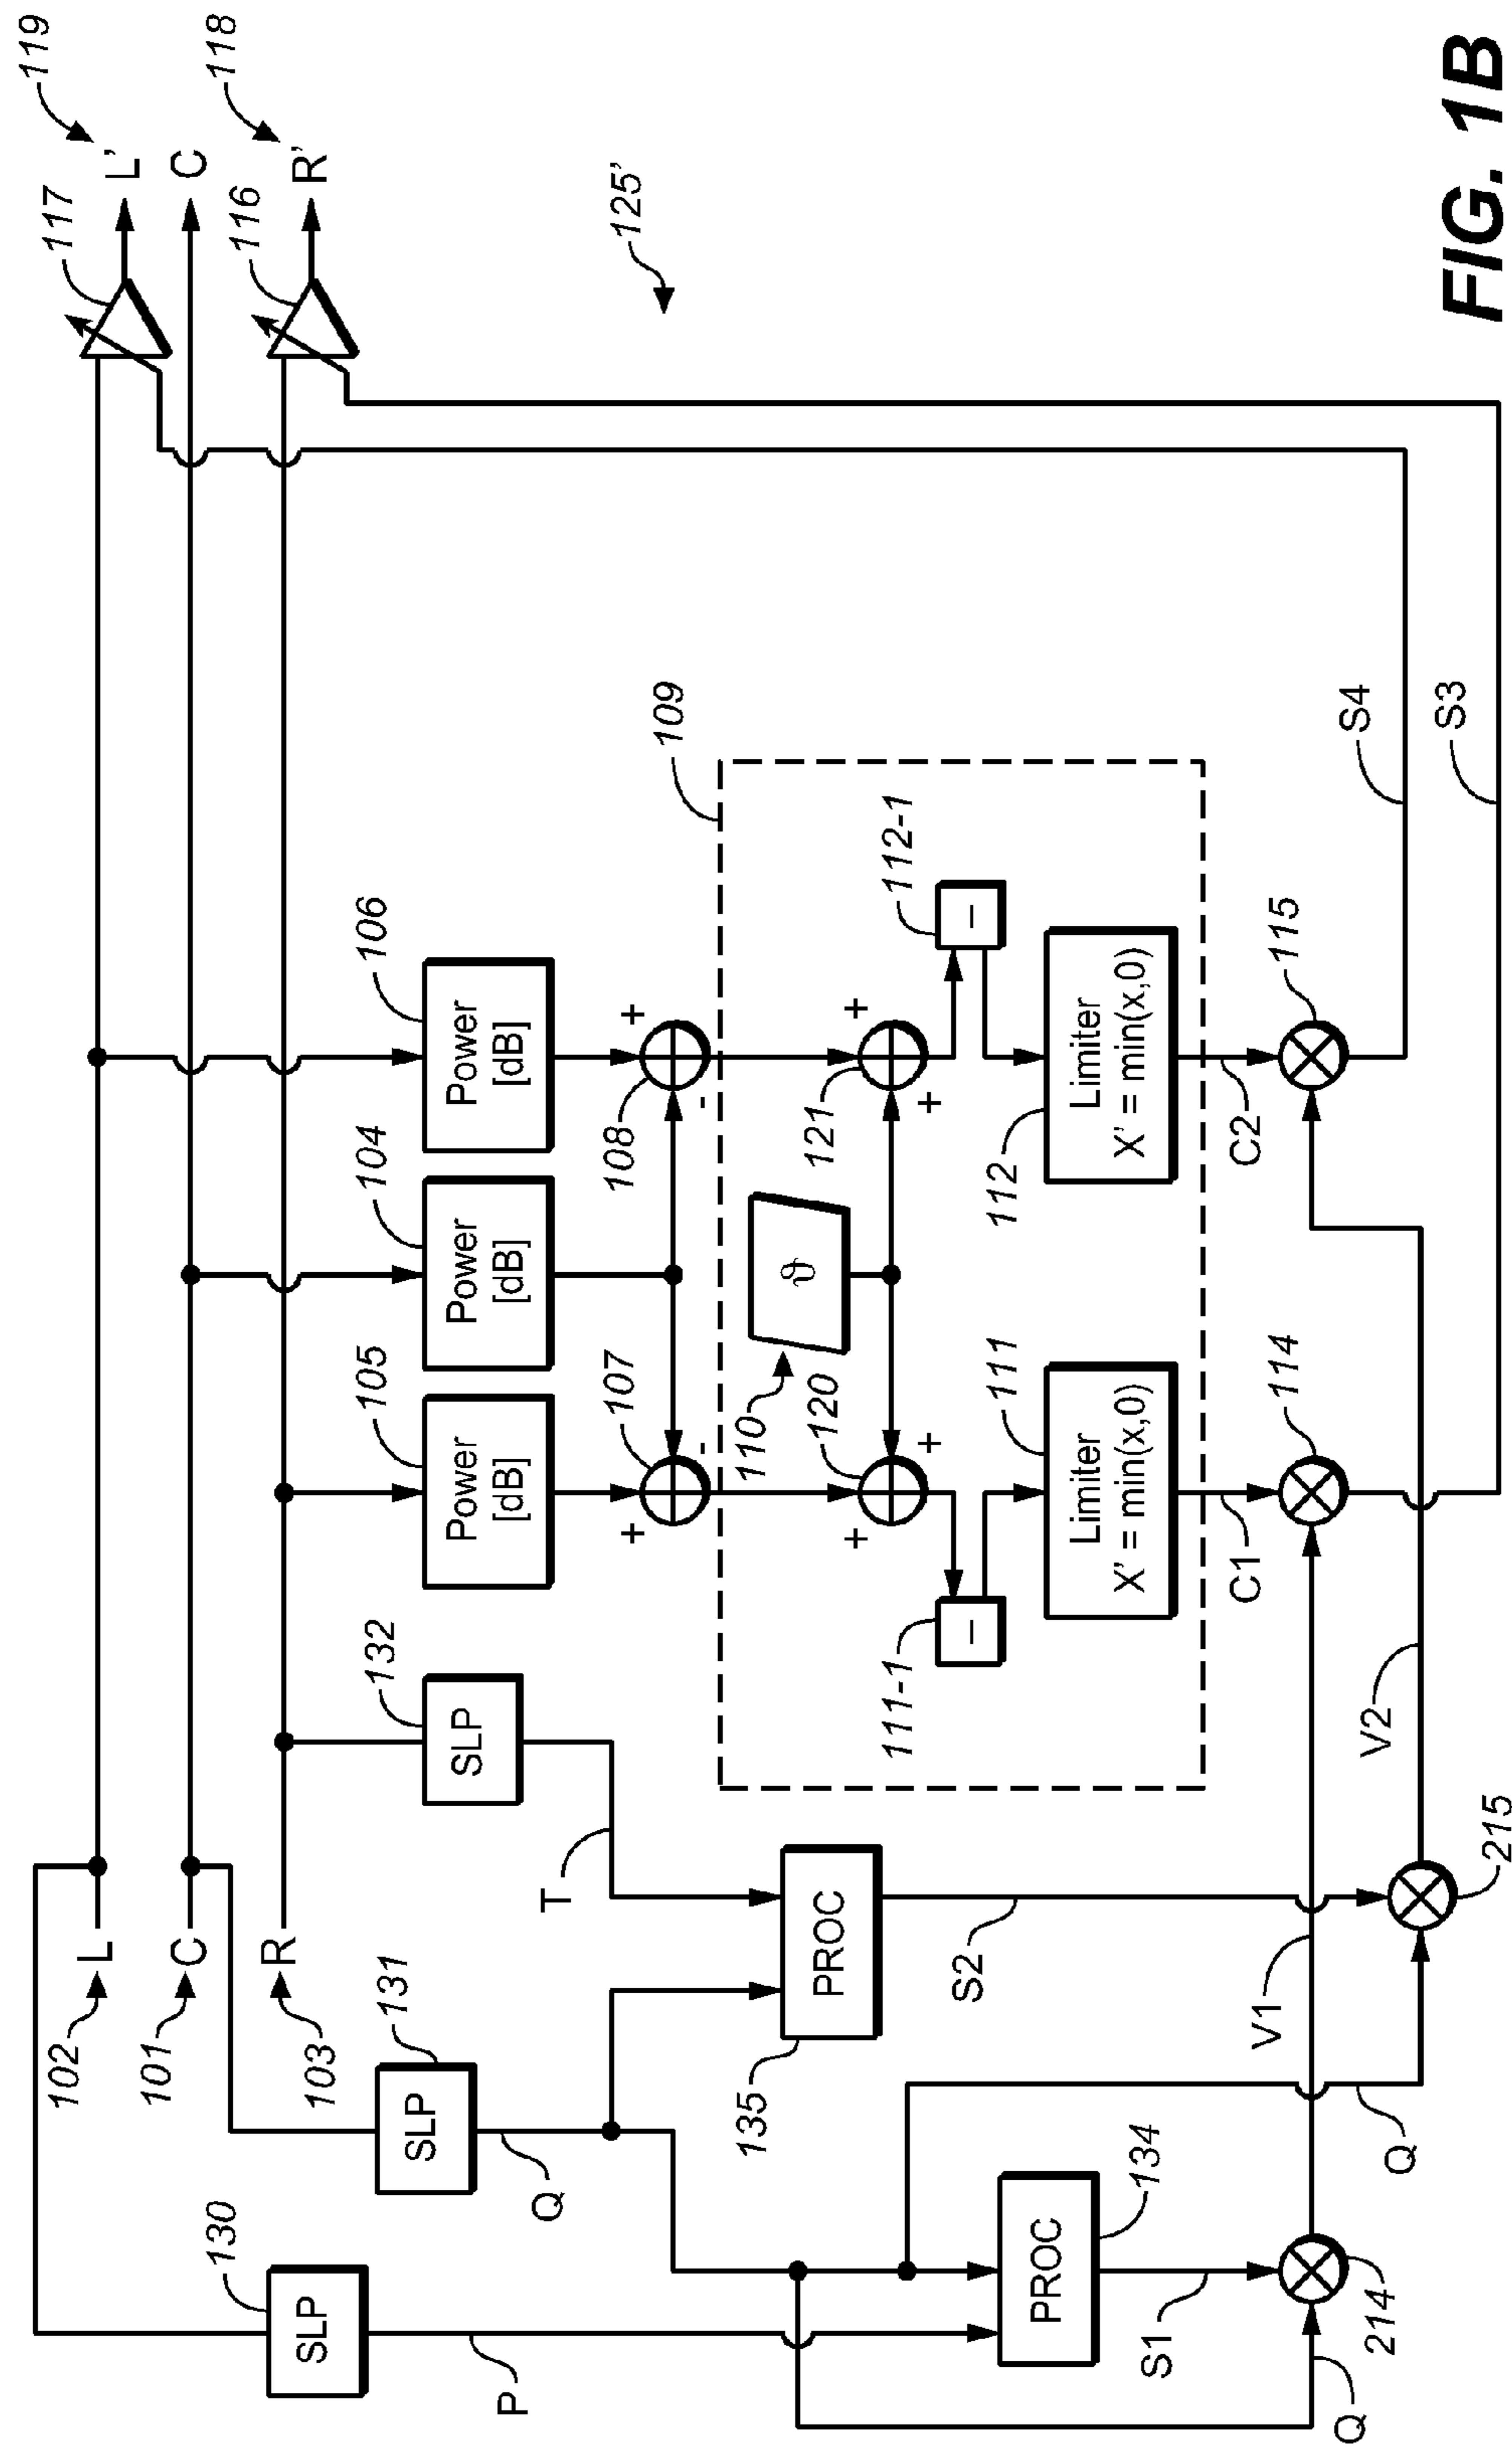 119
117
L'
C
118
116
R'
125'
102
L
101
C
103
R
130
SLP
131
SLP
132
SLP
105
Power
[dB]
104
Power
[dB]
106
Power
[dB]
P
Q
T
107
+
-
108
+
-
109
135
PROC
110
ϑ
120
+
+
121
+
+
111-1
–
112-1
–
134
PROC
111
Limiter
X' = min(x,0)
112
Limiter
X' = min(x,0)
S1
S2
C1
C2
Q
214
V1
114
115
Q
215
V2
S4
S3
FIG. 1B